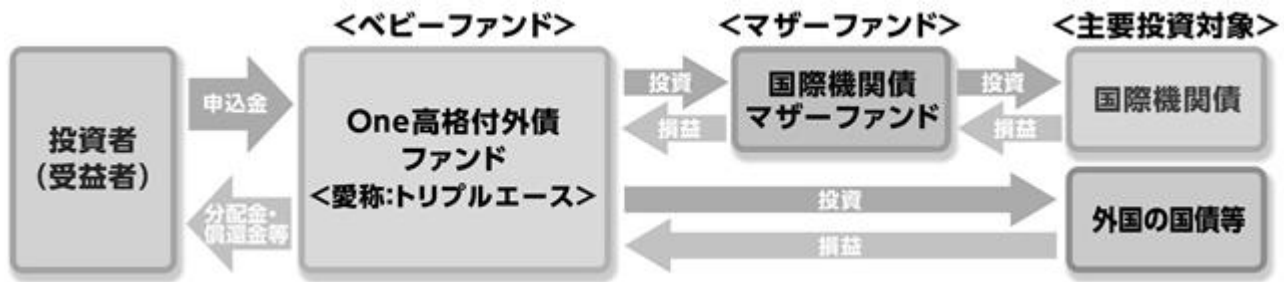 <ベビーファンド>
<マザーファンド>
<主要投資対象>
投資者
(受益者)
申込金
分配金・
償還金等
One高格付外債
ファンド
<愛称:トリプルエース>
投資
損益
国際機関債
マザーファンド
投資
損益
国際機関債
投資
損益
外国の国債等